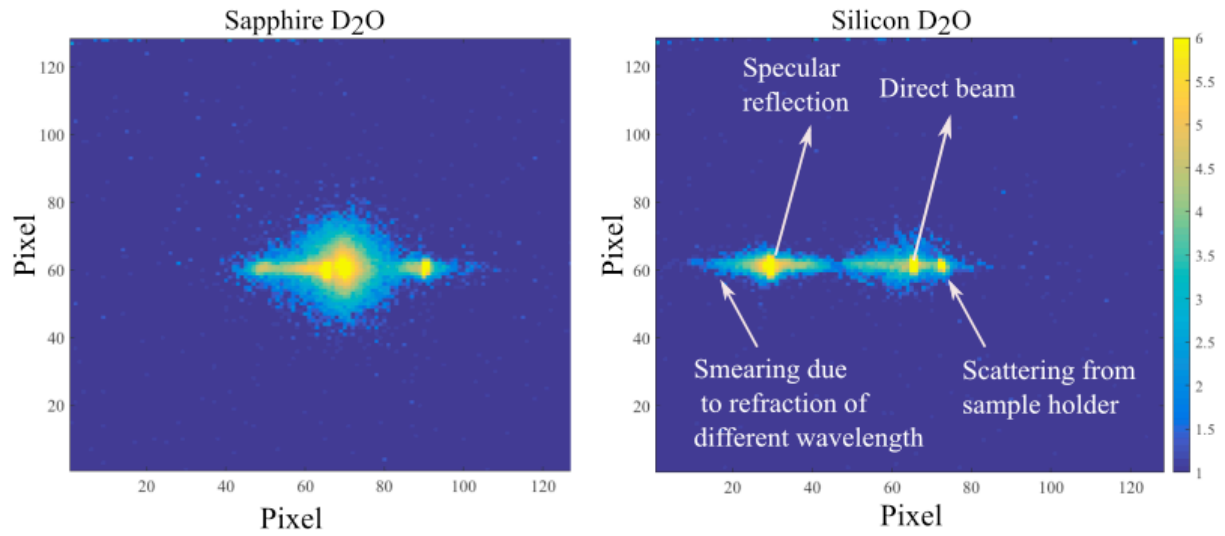 Sapphire D2O
120
100
80
60
40
20
20 40 60 80 100 120
Pixel
Pixel
Silicon D2O
120
100
80
60
40
20
20 40 60 80 100 120
Pixel
Pixel
Specular
reflection
Direct beam
Smearing due
to refraction of
different wavelength
Scattering from
sample holder
6
5.5
5
4.5
4
3.5
3
2.5
2
1.5
1